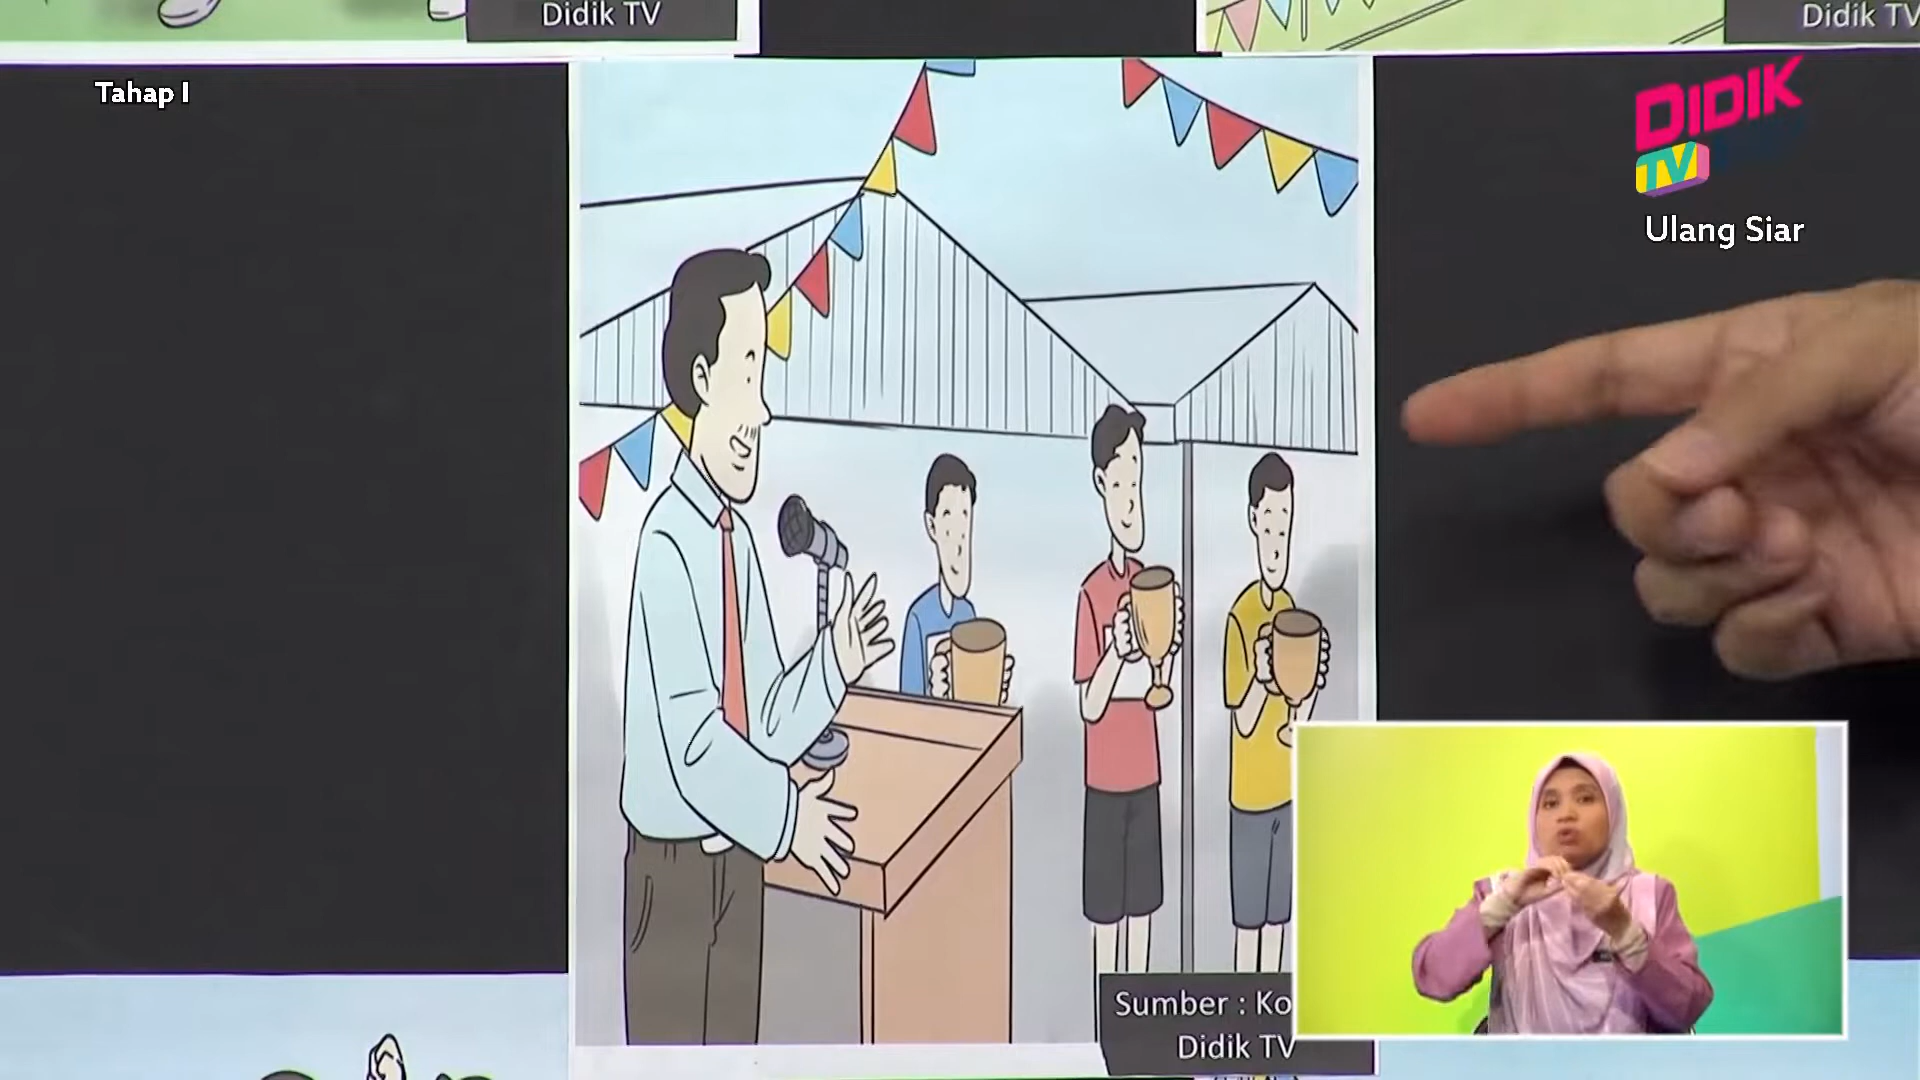 Didik TV
Didik TV
Tahap I
DIDIK
TV
Ulang Siar
Sumber : Ko
Didik TV